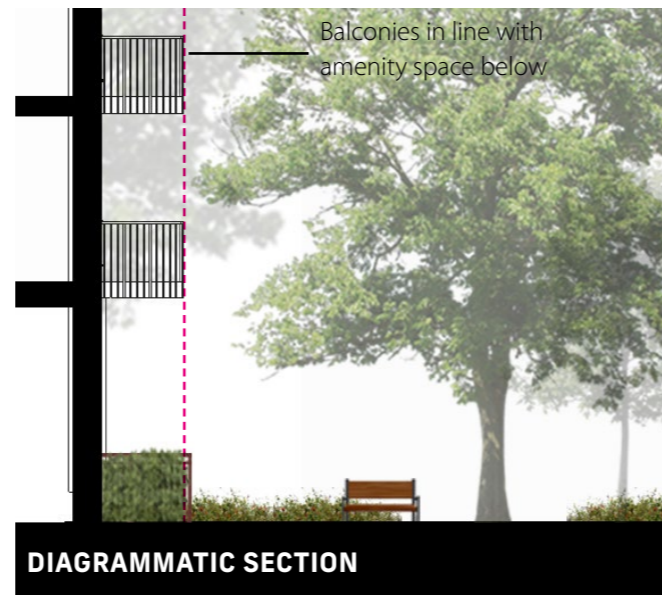 Balconies in line with
amenity space below
DIAGRAMMATIC SECTION